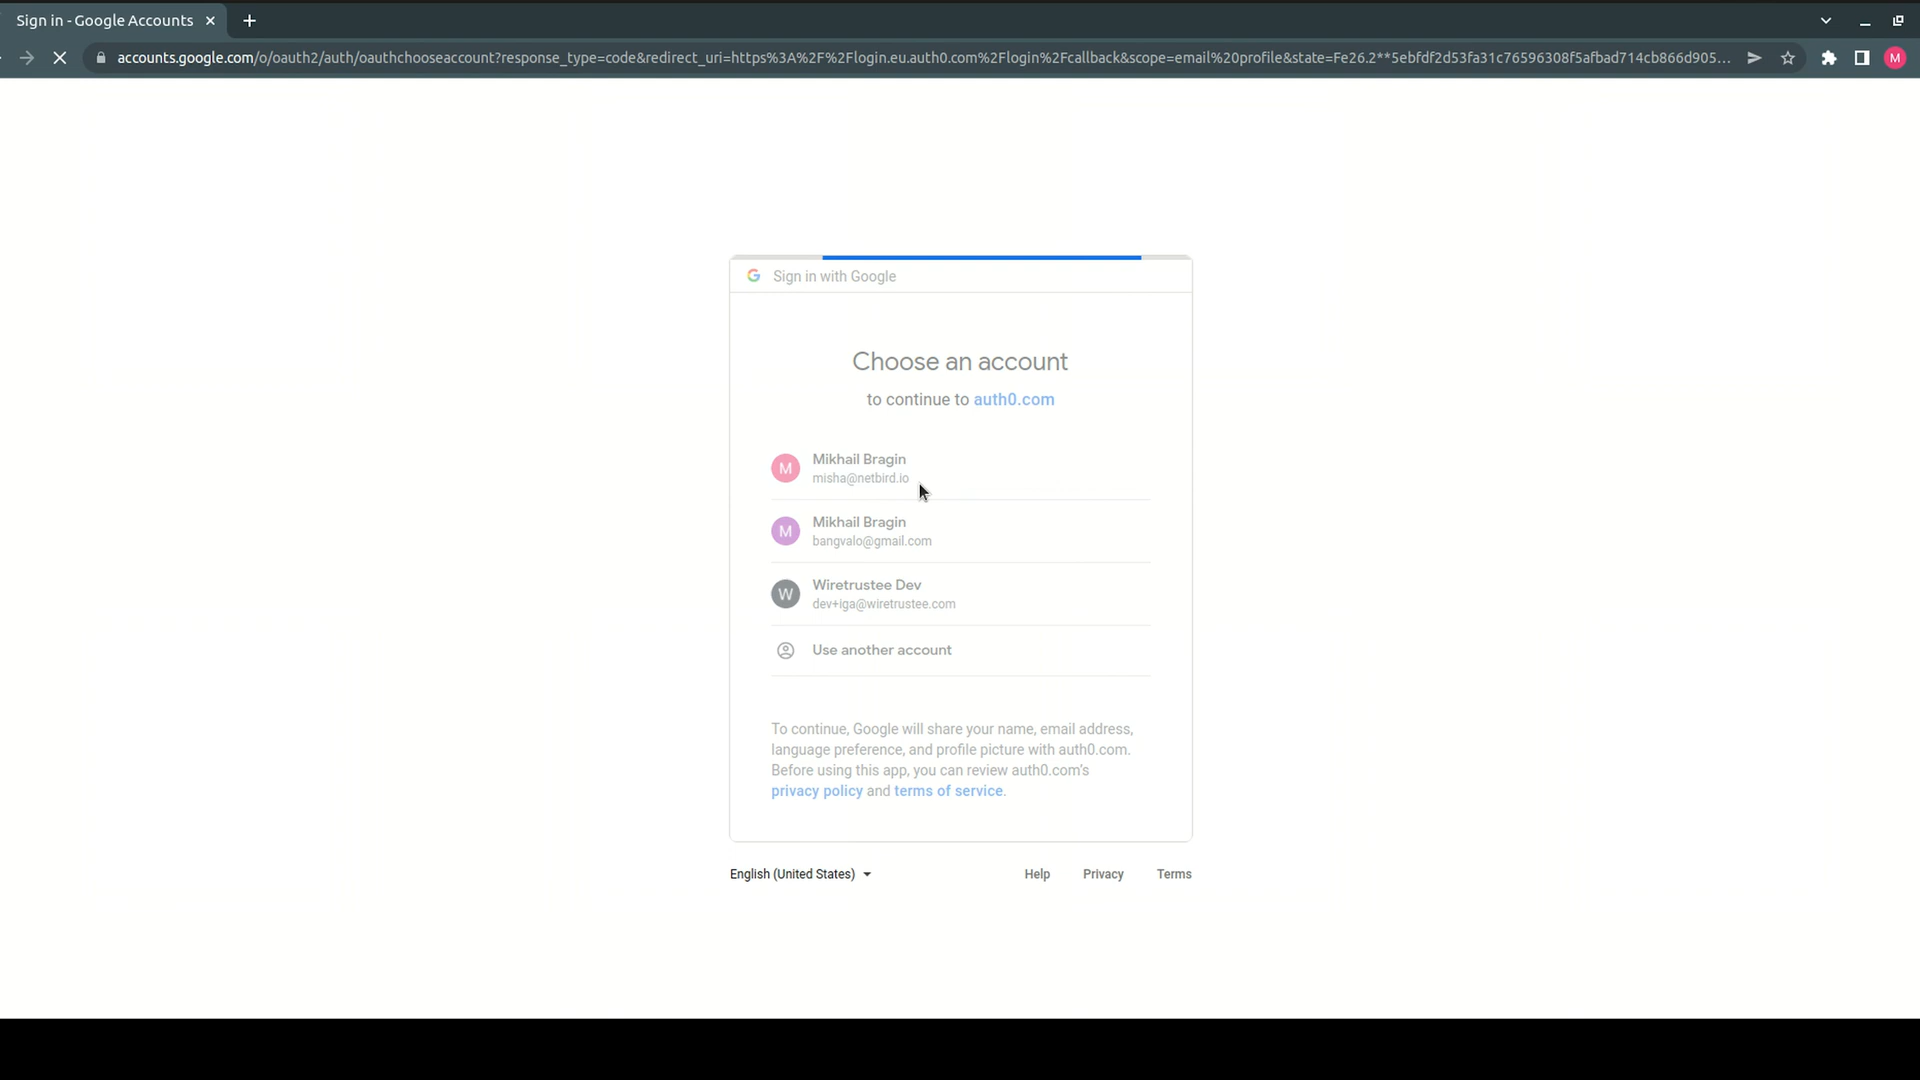 Sign in - Google Accounts
accounts.google.com/o/oauth2/auth/oauthchooseaccount?response_type=code&redirect_uri=https%3A%2F%2Flogin.eu.auth0.com%2Flogin%2Fcallback&scope=email%20profile&state=Fe26.2**5ebfdf2d53fa31c76596308f5afbad714cb866d905...
M
Sign in with Google
Choose an account
to continue to auth0.com
M
Mikhail Bragin
misha@netbird.io
M
Mikhail Bragin
bangvalo@gmail.com
W
Wiretrustee Dev
dev+iga@wiretrustee.com
Use another account
To continue, Google will share your name, email address,
language preference, and profile picture with auth0.com.
Before using this app, you can review auth0.com's
privacy policy and terms of service.
English (United States)
Help
Privacy
Terms